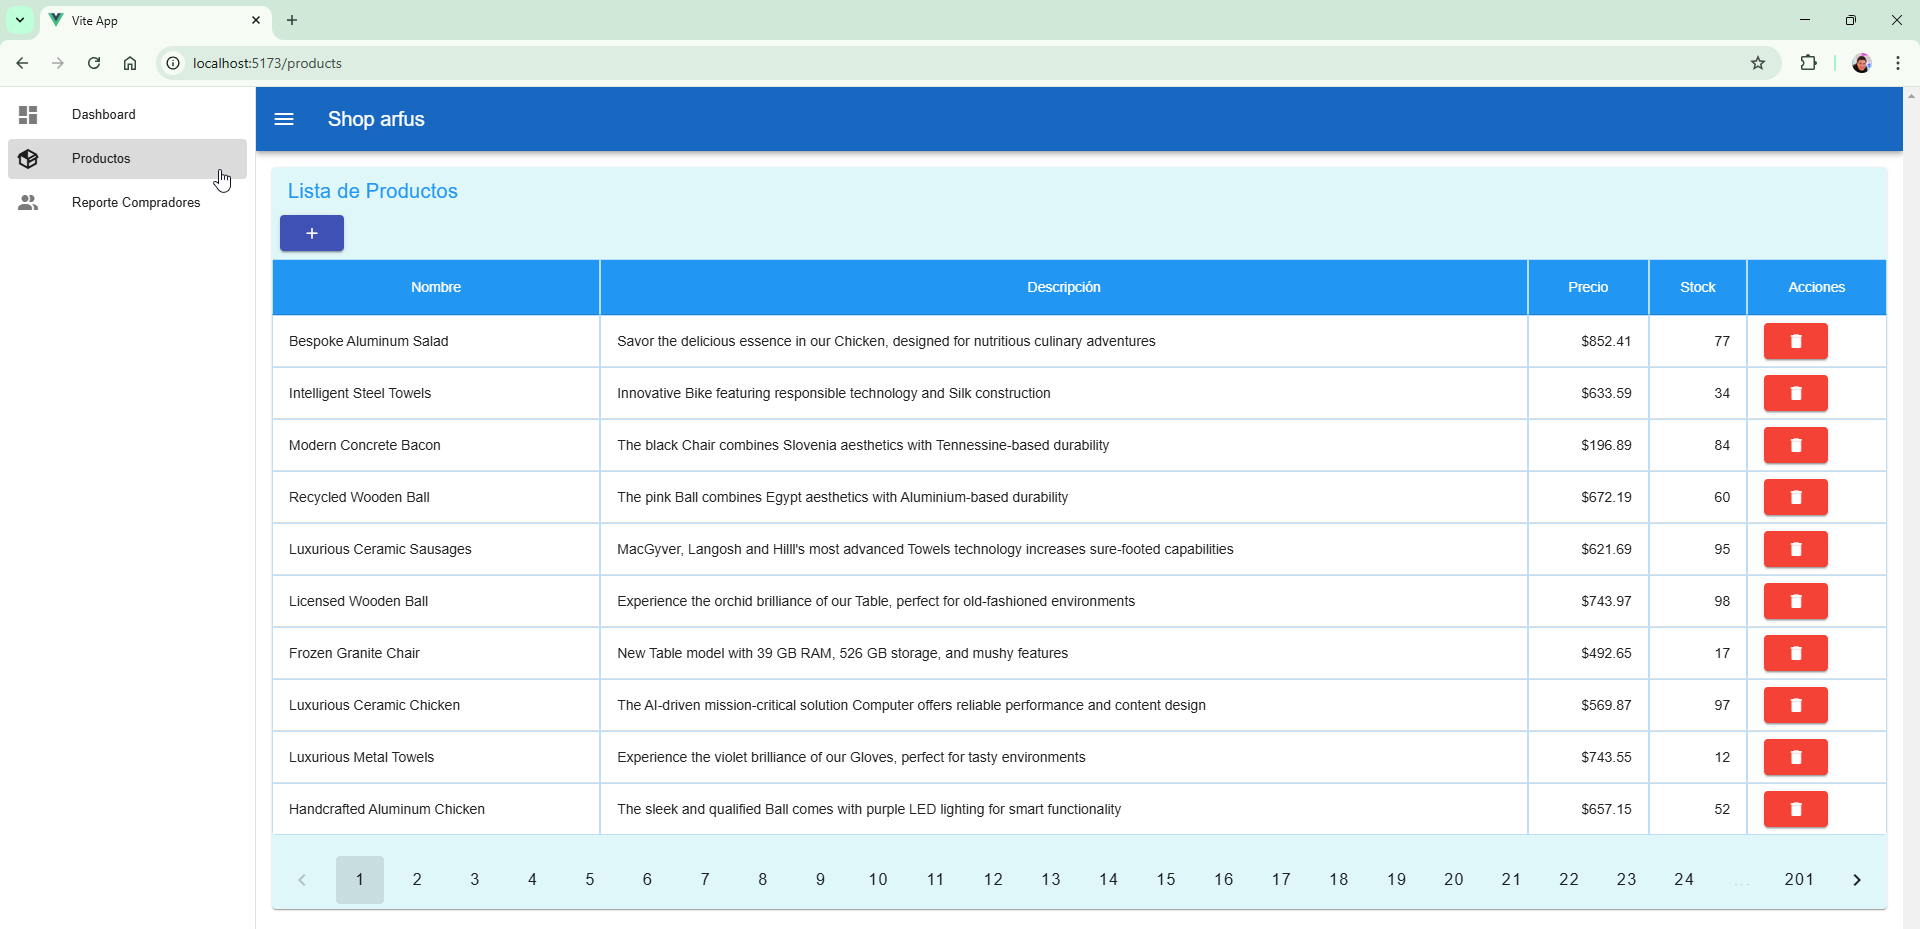 Vite App
localhost:5173/products
Dashboard
Productos
Reporte Compradores
Shop arfus
Lista de Productos
+
Nombre Descripción Precio Stock Acciones
Bespoke Aluminum Salad Savor the delicious essence in our Chicken, designed for nutritious culinary adventures $852.41 77
Intelligent Steel Towels Innovative Bike featuring responsible technology and Silk construction $633.59 34
Modern Concrete Bacon The black Chair combines Slovenia aesthetics with Tennessine-based durability $196.89 84
Recycled Wooden Ball The pink Ball combines Egypt aesthetics with Aluminium-based durability $672.19 60
Luxurious Ceramic Sausages MacGyver, Langosh and Hilll's most advanced Towels technology increases sure-footed capabilities $621.69 95
Licensed Wooden Ball Experience the orchid brilliance of our Table, perfect for old-fashioned environments $743.97 98
Frozen Granite Chair New Table model with 39 GB RAM, 526 GB storage, and mushy features $492.65 17
Luxurious Ceramic Chicken The AI-driven mission-critical solution Computer offers reliable performance and content design $569.87 97
Luxurious Metal Towels Experience the violet brilliance of our Gloves, perfect for tasty environments $743.55 12
Handcrafted Aluminum Chicken The sleek and qualified Ball comes with purple LED lighting for smart functionality $657.15 52
1 2 3 4 5 6 7 8 9 10 11 12 13 14 15 16 17 18 19 20 21 22 23 24 ... 201